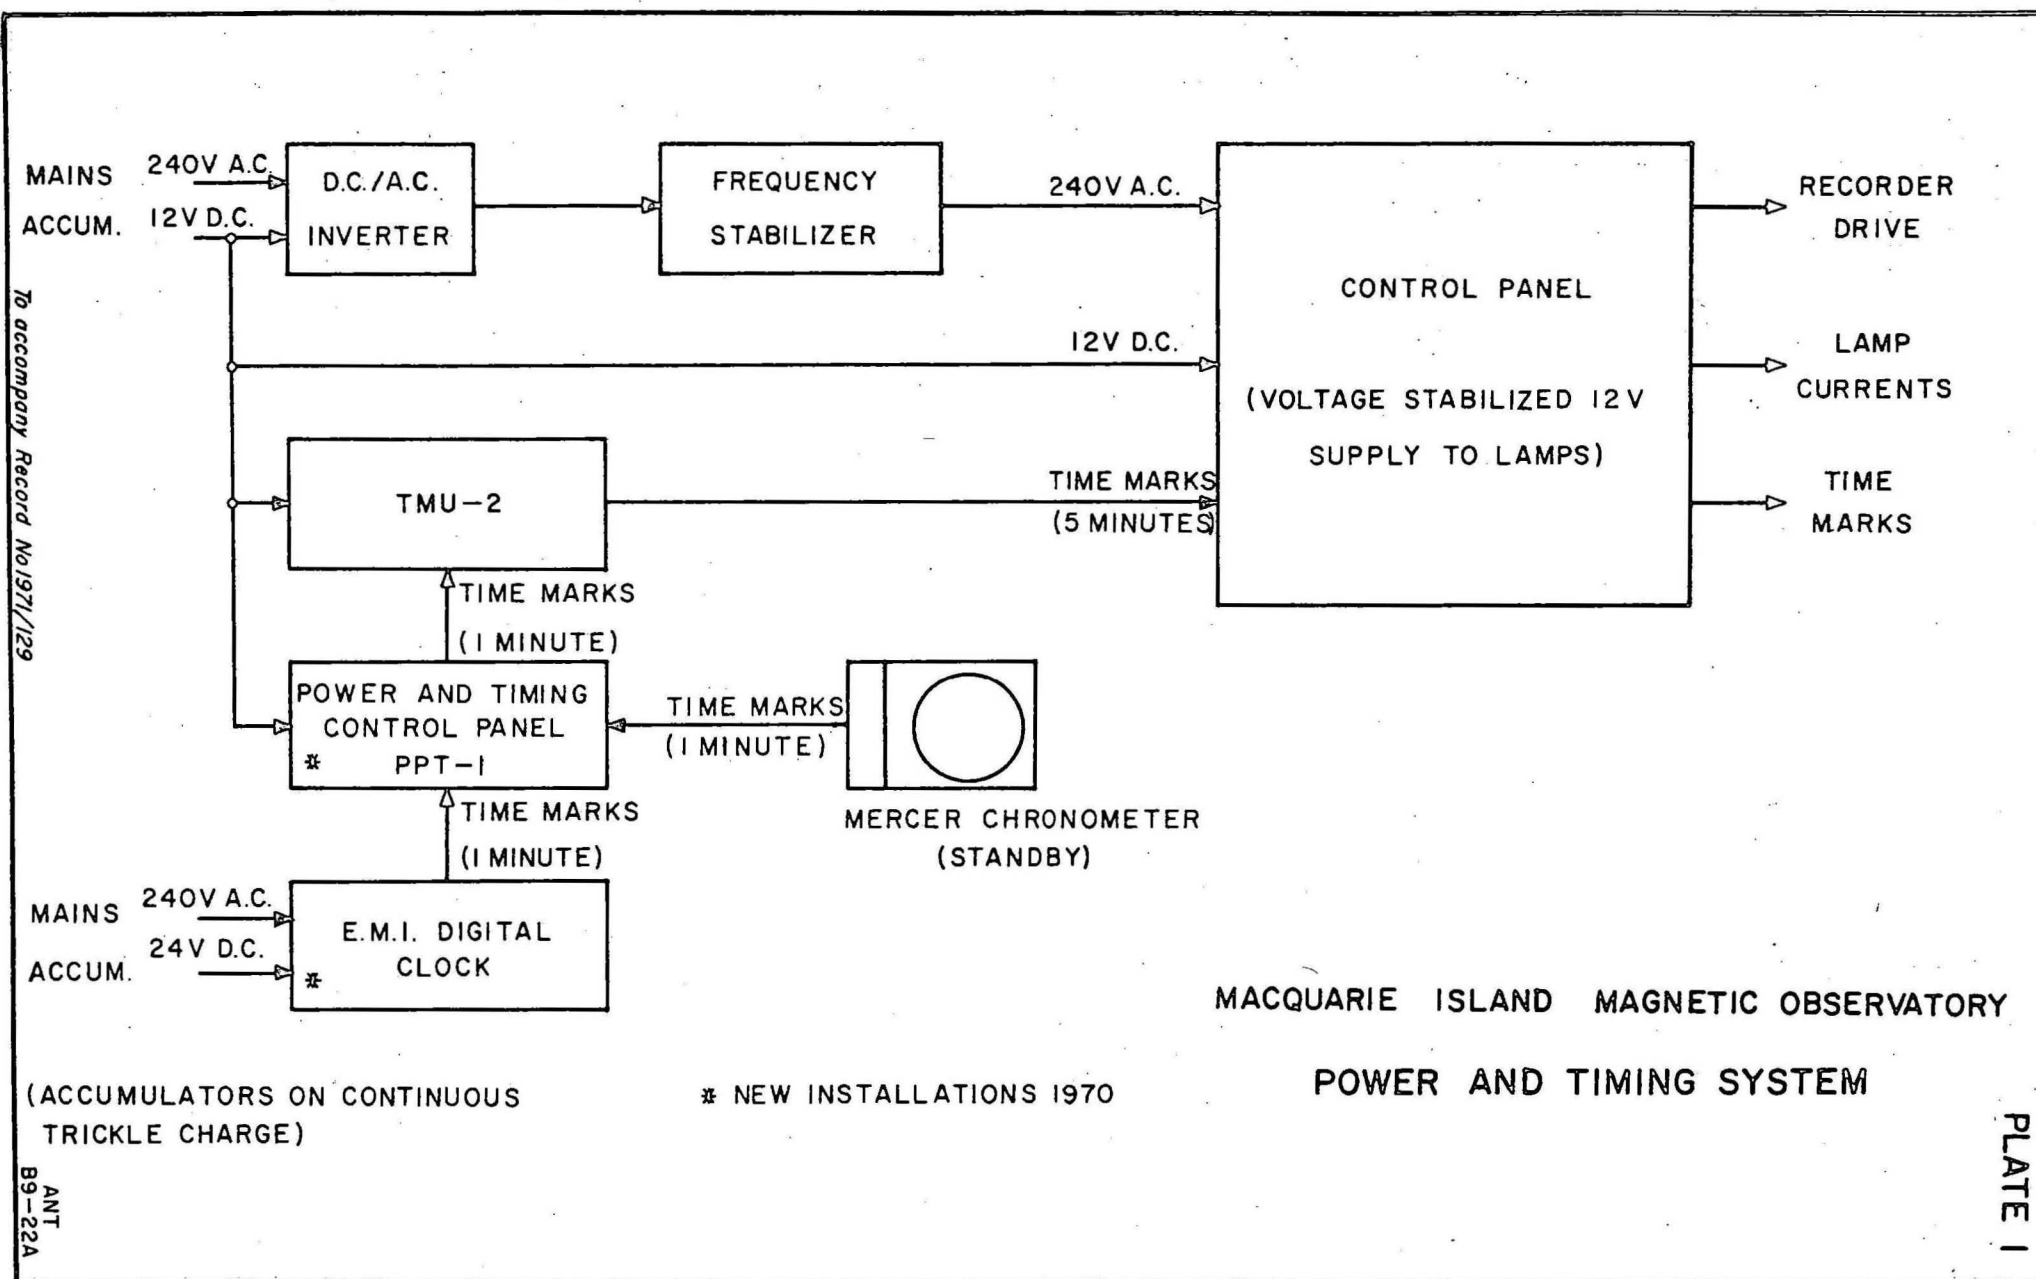 MAINS
240V A.C.
ACCUM.
12V D.C.
D.C./A.C.
INVERTER
FREQUENCY
STABILIZER
240V A.C.
12V D.C.
CONTROL PANEL
(VOLTAGE STABILIZED 12V
SUPPLY TO LAMPS)
RECORDER
DRIVE
LAMP
CURRENTS
TIME
MARKS
TMU-2
TIME MARKS
(5 MINUTES)
TIME MARKS
(1 MINUTE)
POWER AND TIMING
CONTROL PANEL
* PPT-1
TIME MARKS
(1 MINUTE)
MERCER CHRONOMETER
(STANDBY)
TIME MARKS
(1 MINUTE)
MAINS
240V A.C.
ACCUM.
24V D.C.
E.M.I. DIGITAL
CLOCK
*
(ACCUMULATORS ON CONTINUOUS
TRICKLE CHARGE)
* NEW INSTALLATIONS 1970
MACQUARIE ISLAND MAGNETIC OBSERVATORY
POWER AND TIMING SYSTEM
To accompany Record No 1971/129
ANT
B9-22A
PLATE 1